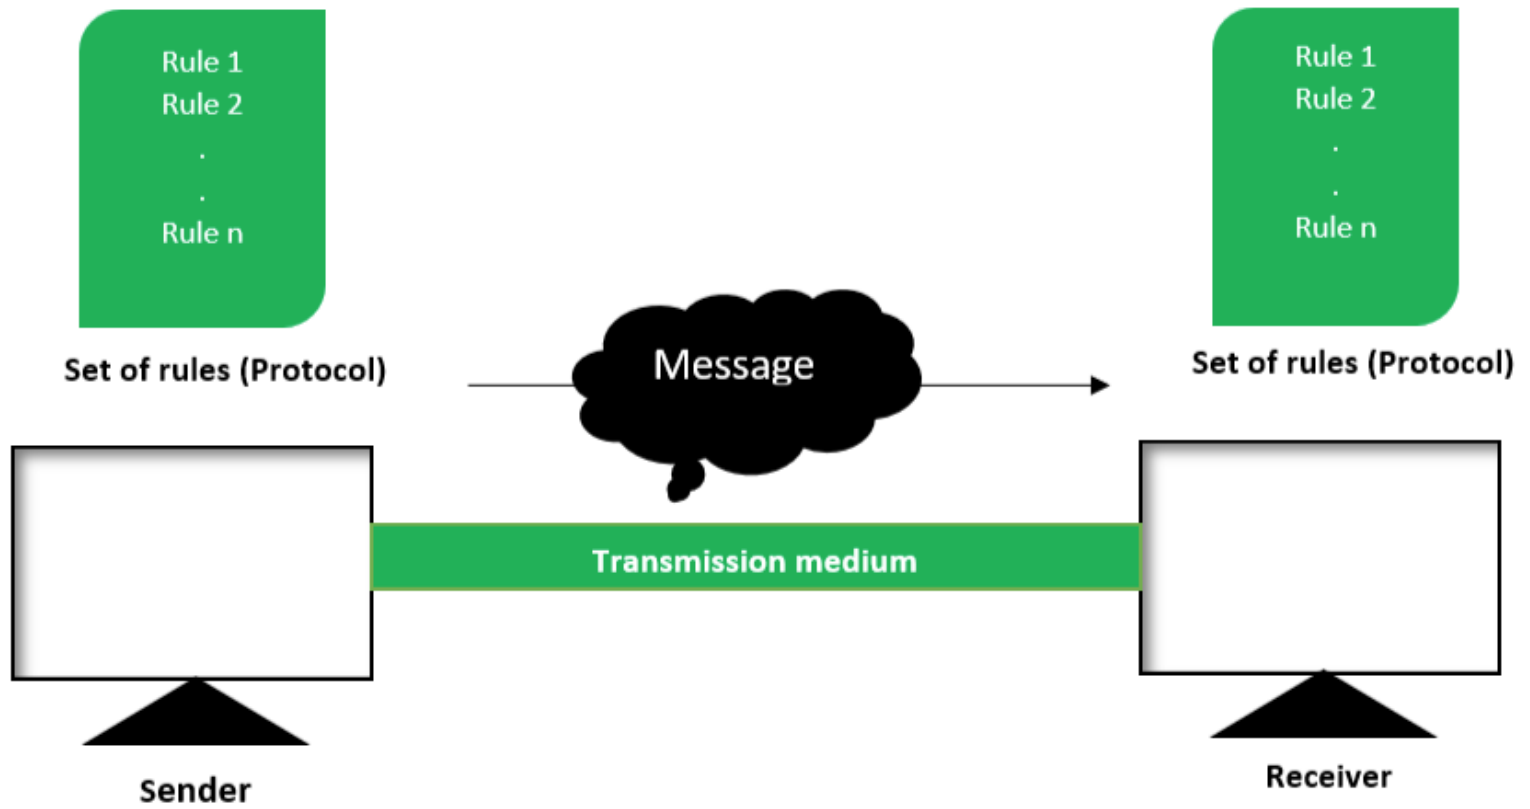 Rule 1
Rule 2
.
.
Rule n
Set of rules (Protocol)
Rule 1
Rule 2
.
.
Rule n
Set of rules (Protocol)
Message
Transmission medium
Sender
Receiver